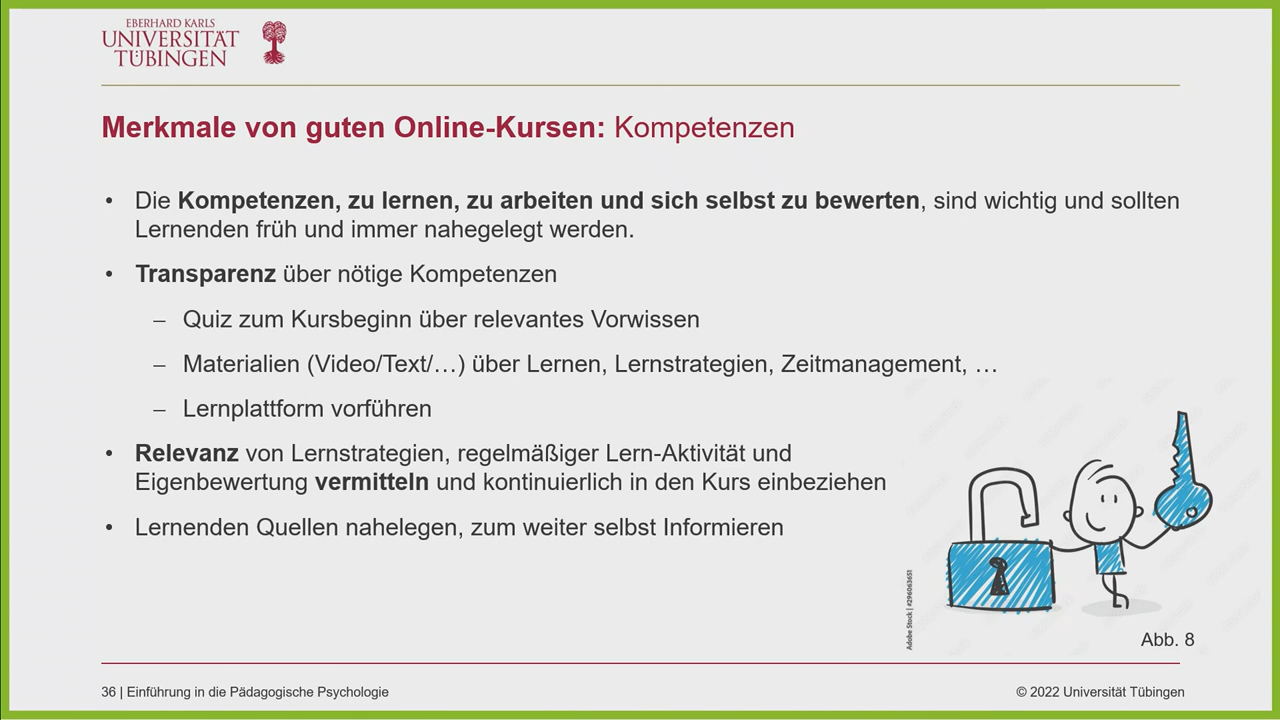 EBERHARD KARLS
UNIVERSITÄT
TÜBINGEN
Merkmale von guten Online-Kursen: Kompetenzen
• Die Kompetenzen, zu lernen, zu arbeiten und sich selbst zu bewerten, sind wichtig und sollten
Lernenden früh und immer nahegelegt werden.
• Transparenz über nötige Kompetenzen
– Quiz zum Kursbeginn über relevantes Vorwissen
– Materialien (Video/Text/…) über Lernen, Lernstrategien, Zeitmanagement, …
– Lernplattform vorführen
• Relevanz von Lernstrategien, regelmäßiger Lern-Aktivität und
Eigenbewertung vermitteln und kontinuierlich in den Kurs einbeziehen
• Lernenden Quellen nahelegen, zum weiter selbst Informieren
Adobe Stock | #296063651
Abb. 8
36 | Einführung in die Pädagogische Psychologie
© 2022 Universität Tübingen